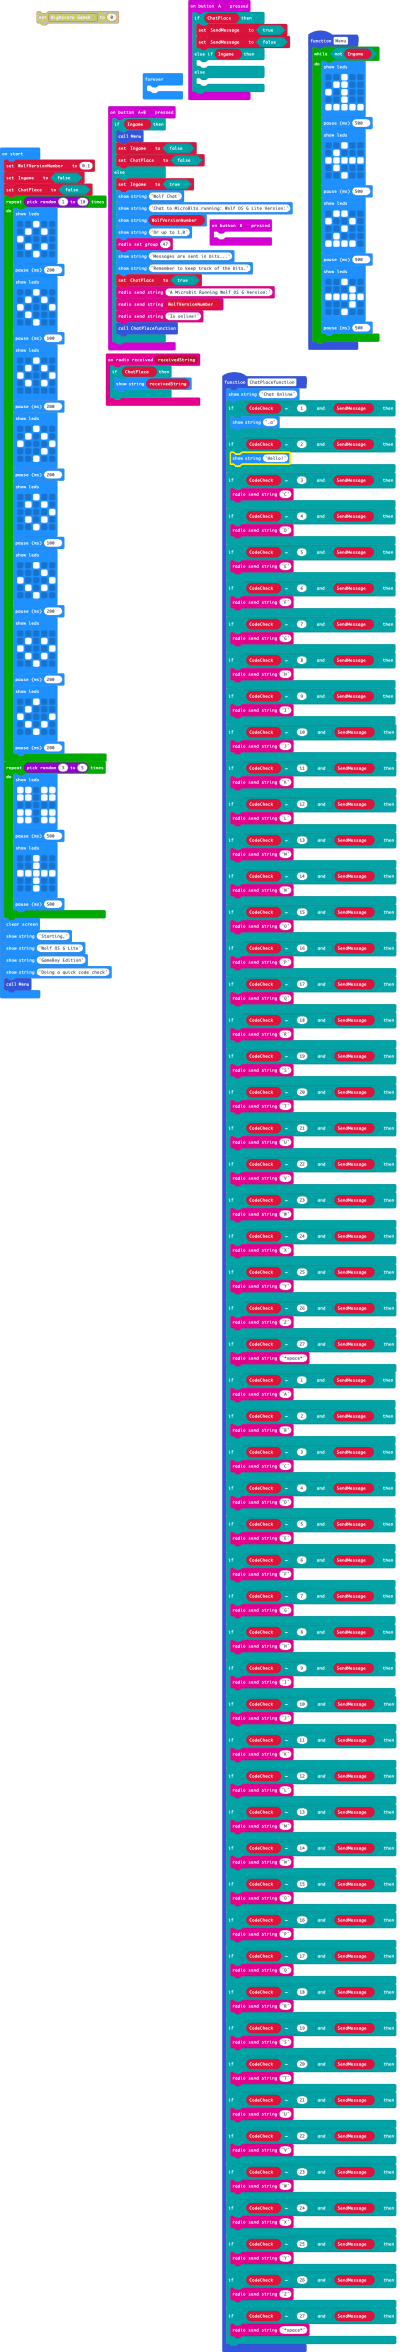 set Highscore Game4 to 0
on button A pressed
if ChatPlace then
set SendMessage to true
set SendMessage to false
else if Ingame then
else
forever
function Menu
while not Ingame
do show leds
pause (ms) 500
show leds
pause (ms) 500
show leds
pause (ms) 500
show leds
pause (ms) 500
on button A+B pressed
if Ingame then
call Menu
set Ingame to false
set ChatPlace to false
else
set Ingame to true
show string "Wolf Chat"
show string "Chat to MicroBits running: Wolf OS G Lite Version:"
show string WolfVersionNumber
show string "Or up to 1.0"
radio set group 47
show string "Messages are sent in bits..."
show string "Remember to keep track of the bits."
set ChatPlace to true
radio send string "A Microbit Running Wolf OS G Version:"
radio send string WolfVersionNumber
radio send string "Is online!"
call ChatPlacefunction
on button B pressed
on radio received receivedString
if ChatPlace then
show string receivedString
on start
set WolfVersionNumber to 0.1
set Ingame to false
set ChatPlace to false
repeat pick random 1 to 10 times
do show leds
pause (ms) 200
show leds
pause (ms) 100
show leds
pause (ms) 200
show leds
pause (ms) 200
show leds
pause (ms) 100
show leds
pause (ms) 200
show leds
pause (ms) 200
show leds
pause (ms) 200
repeat pick random to 5 times
do show leds
pause (ms) 500
show leds
pause (ms) 500
clear screen
show string "Starting."
show string "Wolf OS G Lite"
show string "GameBoy Edition"
show string "Doing a quick code check"
call Menu
function ChatPlacefunction
show string "Chat Online"
if CodeCheck = 1 and SendMessage then
show string
if CodeCheck = 2 and SendMessage then
show string "Hello!"
if CodeCheck = 3 and SendMessage then
radio send string "C"
if CodeCheck = 4 and SendMessage then
radio send string "D"
if CodeCheck = 5 and SendMessage then
radio send string "E"
if CodeCheck = 6 and SendMessage then
radio send string "F"
if CodeCheck = 7 and SendMessage then
radio send string "G"
if CodeCheck = 8 and SendMessage then
radio send string "H"
if CodeCheck = 9 and SendMessage then
radio send string "I"
if CodeCheck = 10 and SendMessage then
radio send string "J"
if CodeCheck = 11 and SendMessage then
radio send string "K"
if CodeCheck = 12 and SendMessage then
radio send string "L"
if CodeCheck = 13 and SendMessage then
radio send string "M"
if CodeCheck = 14 and SendMessage then
radio send string "N"
if CodeCheck = 15 and SendMessage then
radio send string "O"
if CodeCheck = 16 and SendMessage then
radio send string "P"
if CodeCheck = 17 and SendMessage then
radio send string "Q"
if CodeCheck = 18 and SendMessage then
radio send string "R"
if CodeCheck = 19 and SendMessage then
radio send string "S"
if CodeCheck = 20 and SendMessage then
radio send string "T"
if CodeCheck = 21 and SendMessage then
radio send string "U"
if CodeCheck = 22 and SendMessage then
radio send string "V"
if CodeCheck = 23 and SendMessage then
radio send string "W"
if CodeCheck = 24 and SendMessage then
radio send string "X"
if CodeCheck = 25 and SendMessage then
radio send string "Y"
if CodeCheck = 26 and SendMessage then
radio send string "Z"
if CodeCheck = 27 and SendMessage then
radio send string "*space*"
if CodeCheck = 1 and SendMessage then
radio send string "A"
if CodeCheck = 2 and SendMessage then
radio send string "B"
if CodeCheck = 3 and SendMessage then
radio send string "C"
if CodeCheck = 4 and SendMessage then
radio send string "D"
if CodeCheck = 5 and SendMessage then
radio send string "E"
if CodeCheck = 6 and SendMessage then
radio send string "F"
if CodeCheck = 7 and SendMessage then
radio send string "G"
if CodeCheck = 8 and SendMessage then
radio send string "H"
if CodeCheck = 9 and SendMessage then
radio send string "I"
if CodeCheck = 10 and SendMessage then
radio send string "J"
if CodeCheck = 11 and SendMessage then
radio send string "K"
if CodeCheck = 12 and SendMessage then
radio send string "L"
if CodeCheck = 13 and SendMessage then
radio send string "M"
if CodeCheck = 14 and SendMessage then
radio send string "N"
if CodeCheck = 15 and SendMessage then
radio send string "O"
if CodeCheck = 16 and SendMessage then
radio send string "P"
if CodeCheck = 17 and SendMessage then
radio send string "Q"
if CodeCheck = 18 and SendMessage then
radio send string "R"
if CodeCheck = 19 and SendMessage then
radio send string "S"
if CodeCheck = 20 and SendMessage then
radio send string "T"
if CodeCheck = 21 and SendMessage then
radio send string "U"
if CodeCheck = 22 and SendMessage then
radio send string "V"
if CodeCheck = 23 and SendMessage then
radio send string "W"
if CodeCheck = 24 and SendMessage then
radio send string "X"
if CodeCheck = 25 and SendMessage then
radio send string "Y"
if CodeCheck = 26 and SendMessage then
radio send string "Z"
if CodeCheck = 27 and SendMessage then
radio send string "*space*"